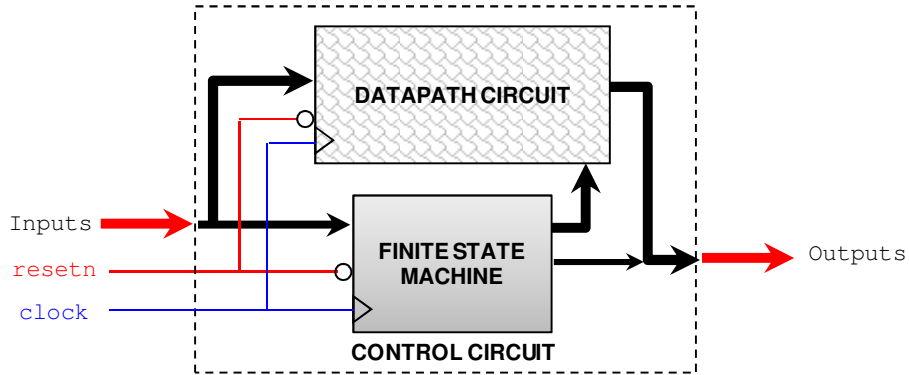 DATAPATH CIRCUIT
Inputs
FINITE STATE
MACHINE
Outputs
resetn
clock
CONTROL CIRCUIT